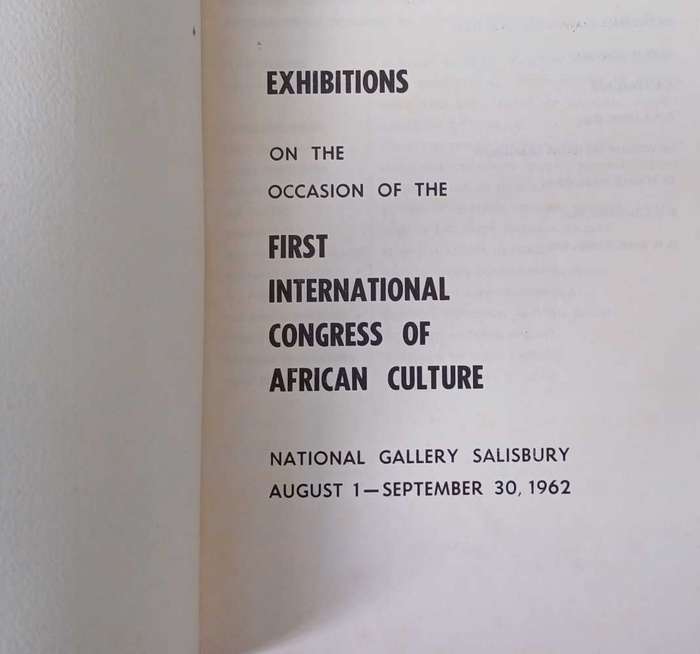 EXHIBITIONS
ON THE
OCCASION OF THE
FIRST
INTERNATIONAL
CONGRESS OF
AFRICAN CULTURE
NATIONAL GALLERY SALISBURY
AUGUST 1—SEPTEMBER 30, 1962